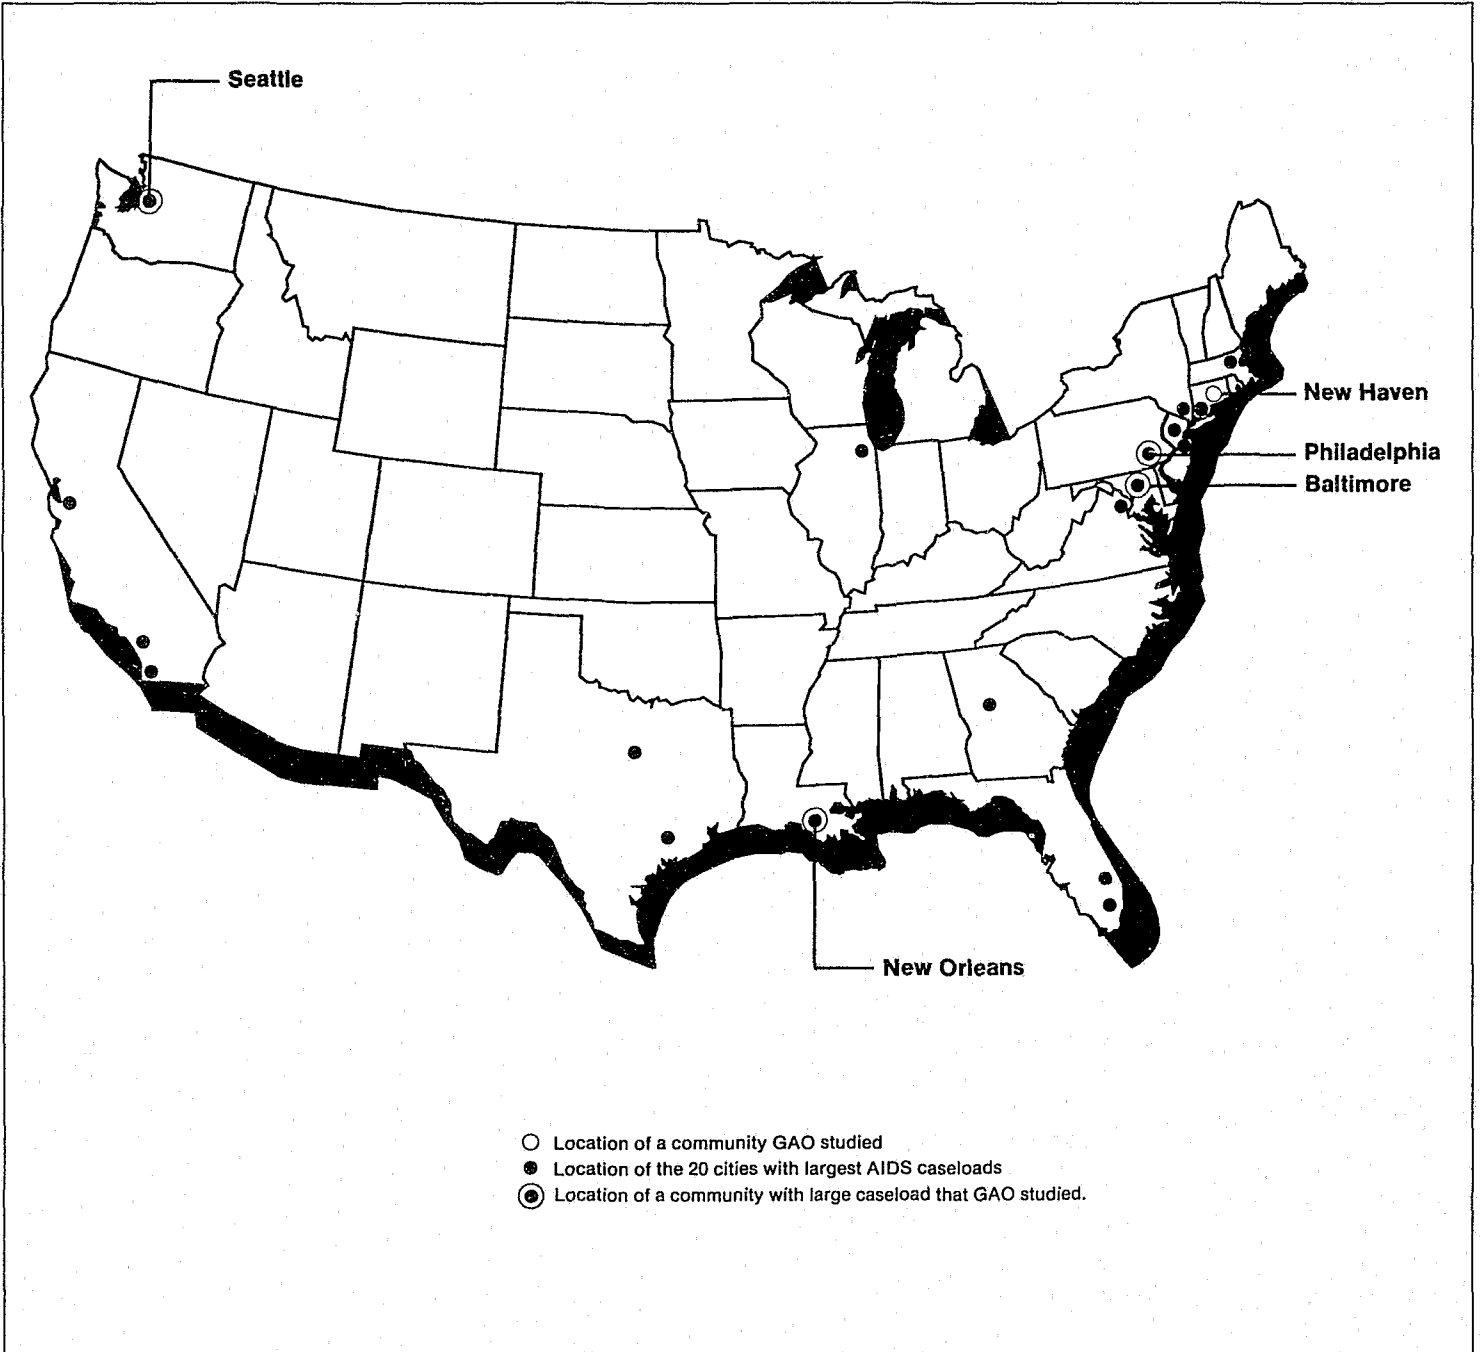 Seattle
New Haven
Philadelphia
Baltimore
New Orleans
Location of a community GAO studied
Location of the 20 cities with largest AIDS caseloads
Location of a community with large caseload that GAO studied.